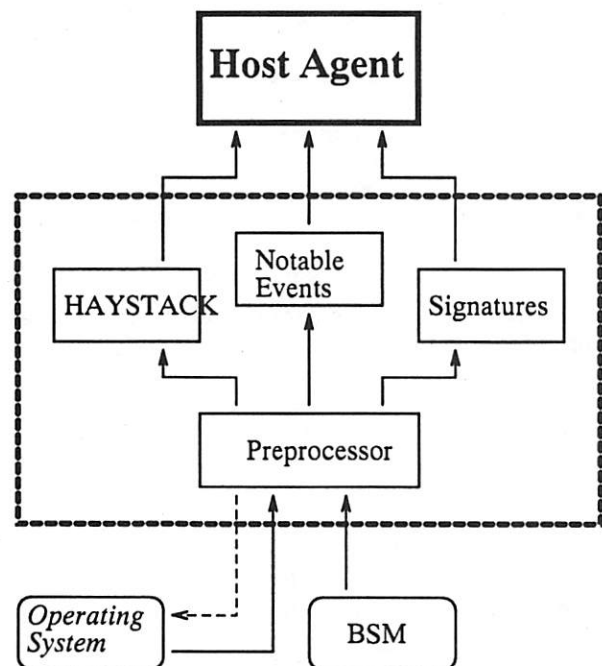 Host Agent
Notable
Events
HAYSTACK
Signatures
Preprocessor
Operating
System
BSM